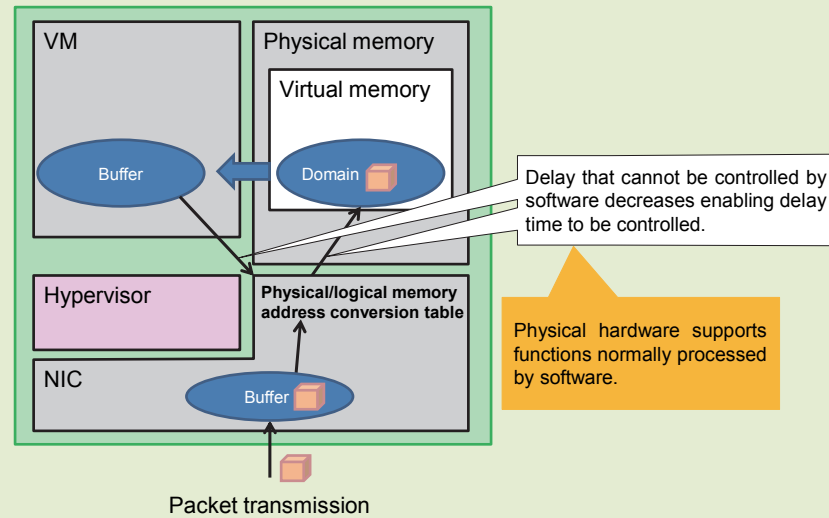 VM
Physical memory
Virtual memory
Buffer
Domain
Delay that cannot be controlled by
software decreases enabling delay
time to be controlled.
Hypervisor
Physical/logical memory
address conversion table
Physical hardware supports
functions normally processed
by software.
NIC
Buffer
Packet transmission